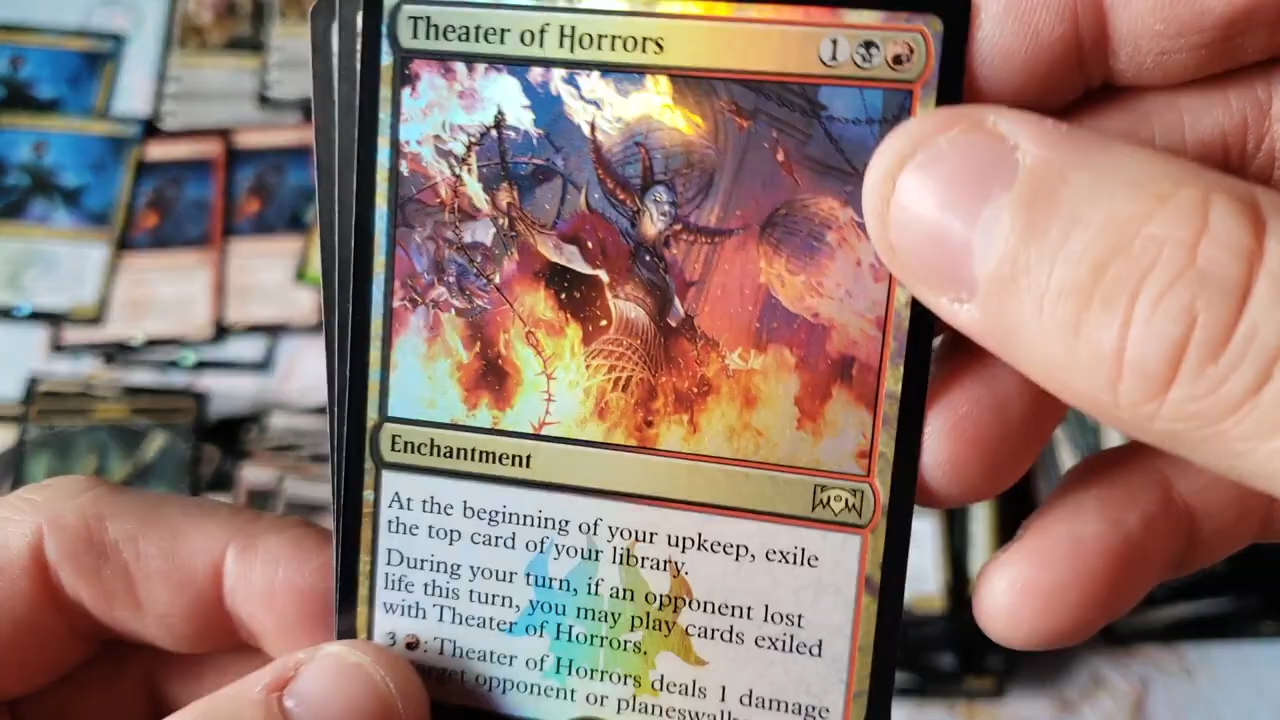 Theater of Horrors 1
Enchantment
At the beginning of your upkeep, exile
the top card of your library.
During your turn, if an opponent lost
life this turn, you may play cards exiled
with Theater of Horrors.
3 : Theater of Horrors deals 1 damage
target opponent or